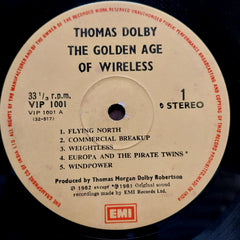 THOMAS DOLBY
THE GOLDEN AGE
OF WIRELESS
33⅓ r.p.m.
VIP 1001
VIP 1001 A
(32-817)
1
STEREO
1. FLYING NORTH
2. COMMERCIAL BREAKUP
3. WEIGHTLESS
4. EUROPA AND THE PIRATE TWINS *
5. WINDPOWER
Produced by Thomas Morgan Dolby Robertson
℗ 1982 except *℗1981 Original sound
recordings made by EMI Records Ltd.
EMI